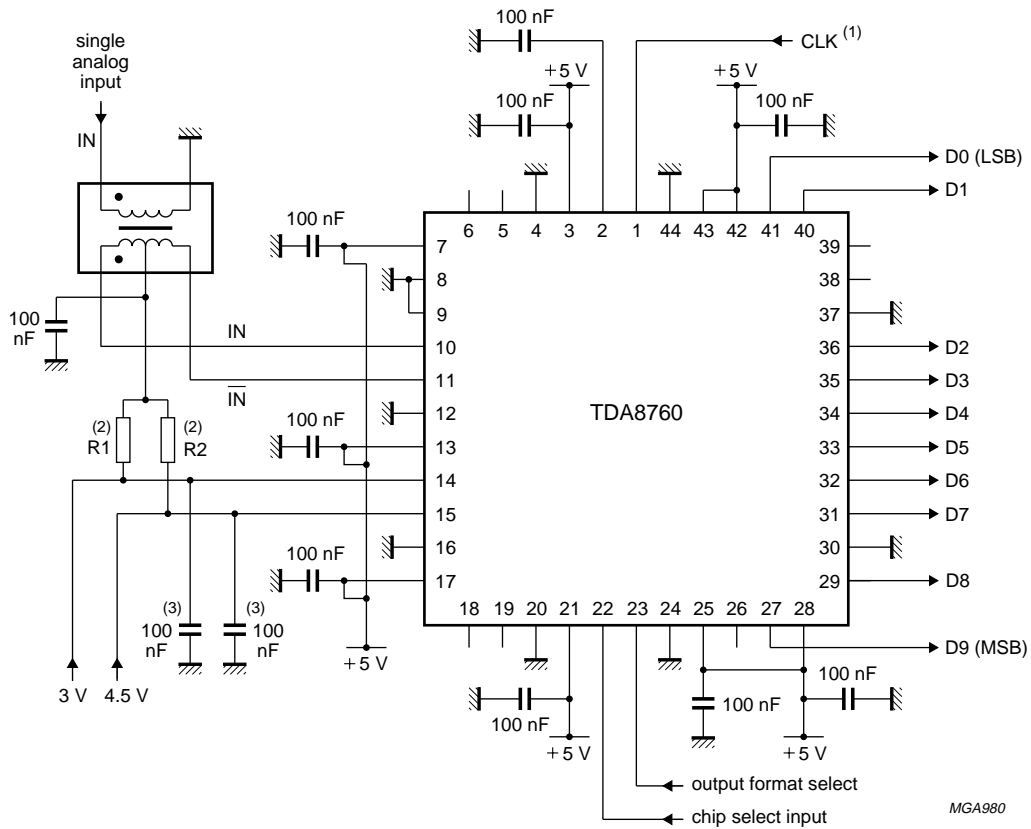 100 nF
single
analog
input
CLK (1)
+5 V
+5 V
100 nF
100 nF
IN
D0 (LSB)
D1
6 5 4 3 2 1 44 43 42 41 40
100 nF
7
8
9
10
11
12
13
14
15
16
17
39
38
37
36
35
34
33
32
31
30
29
100
nF
IN
IN
D2
D3
D4
D5
D6
D7
D8
TDA8760
(2)
R1
(2)
R2
100 nF
100 nF
18 19 20 21 22 23 24 25 26 27 28
(3)
100
nF
(3)
100
nF
+5 V
3 V
4.5 V
D9 (MSB)
100 nF
100 nF
100 nF
+5 V
+5 V
output format select
chip select input
MGA980